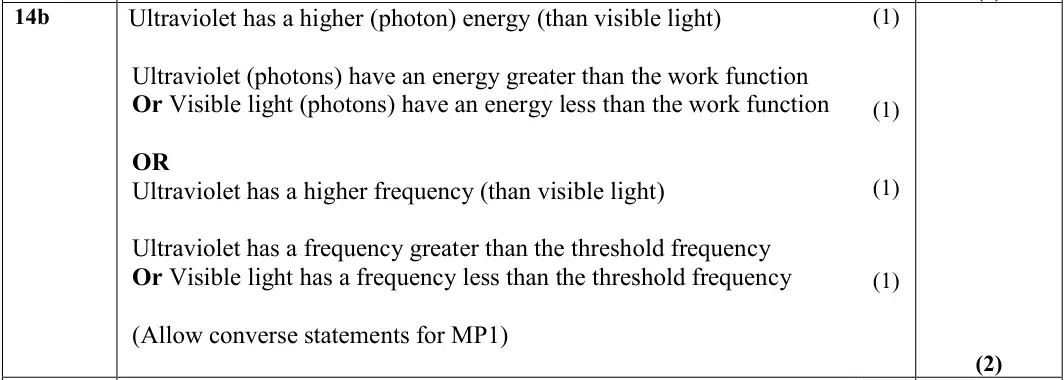 14b Ultraviolet has a higher (photon) energy (than visible light) (1)
Ultraviolet (photons) have an energy greater than the work function
Or Visible light (photons) have an energy less than the work function (1)
OR
Ultraviolet has a higher frequency (than visible light) (1)
Ultraviolet has a frequency greater than the threshold frequency
Or Visible light has a frequency less than the threshold frequency (1)
(Allow converse statements for MP1)
(2)